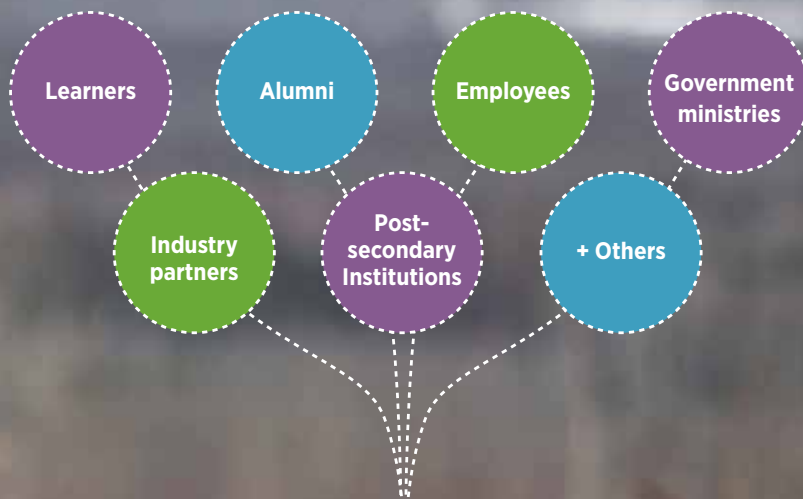 Learners
Alumni
Employees
Government
ministries
Industry
partners
Post-
secondary
Institutions
+ Others